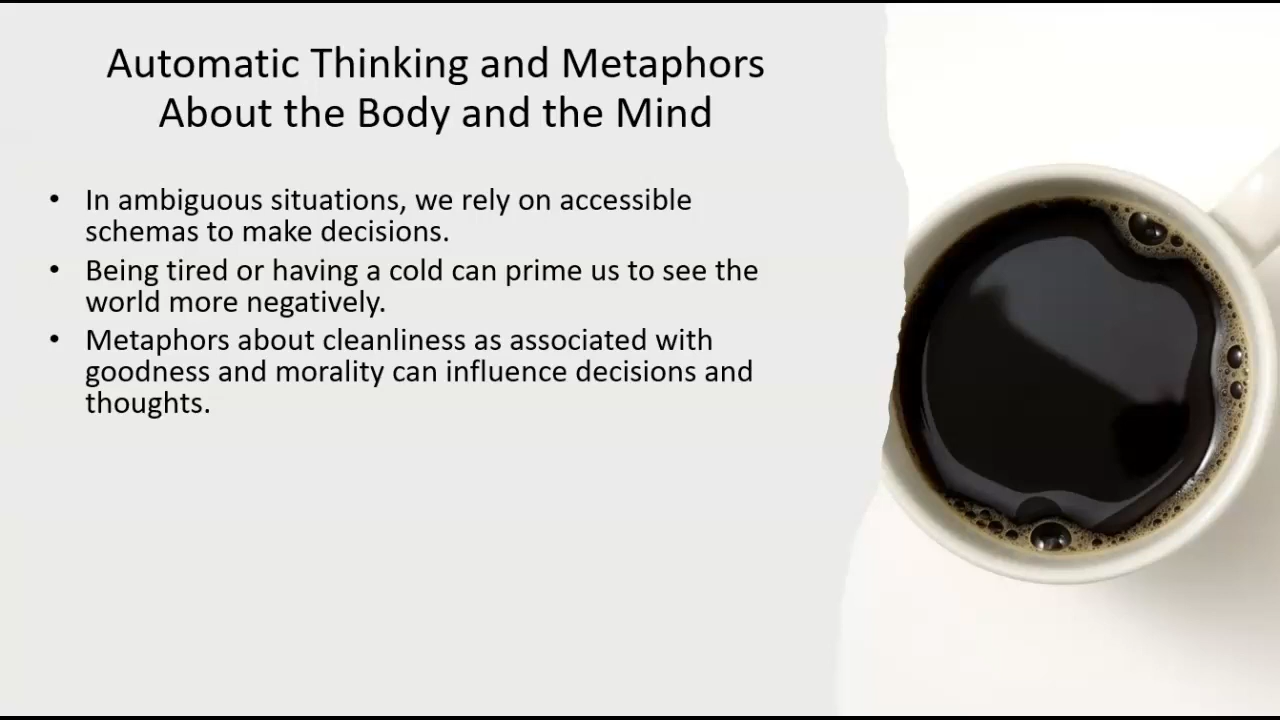 Automatic Thinking and Metaphors
About the Body and the Mind
• In ambiguous situations, we rely on accessible
schemas to make decisions.
• Being tired or having a cold can prime us to see the
world more negatively.
• Metaphors about cleanliness as associated with
goodness and morality can influence decisions and
thoughts.